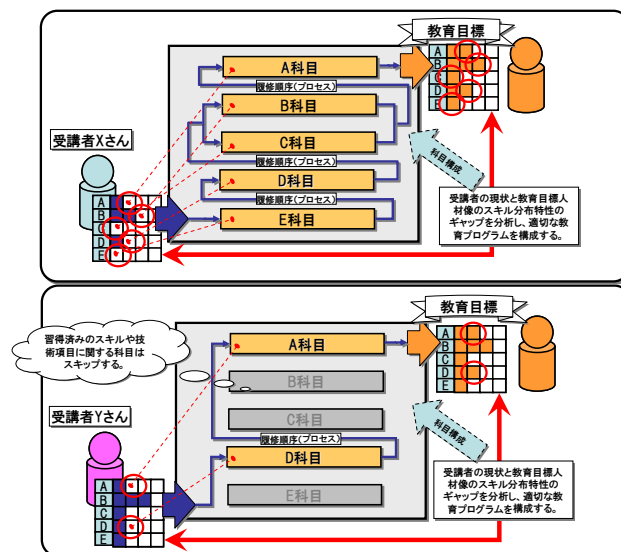 教育目標
A
B
C
D
E
A科目
履修順序(プロセス)
B科目
C科目
履修順序(プロセス)
D科目
履修順序(プロセス)
E科目
受講者Xさん
A
B
C
D
E
科目構成
受講者の現状と教育目標人
材像のスキル分布特性の
ギャップを分析し、適切な教
育プログラムを構成する。
教育目標
A
B
C
D
E
習得済みのスキルや技
術項目に関する科目は
スキップする。
A科目
B科目
C科目
履修順序(プロセス)
D科目
E科目
受講者Yさん
A
B
C
D
E
科目構成
受講者の現状と教育目標人
材像のスキル分布特性の
ギャップを分析し、適切な教
育プログラムを構成する。